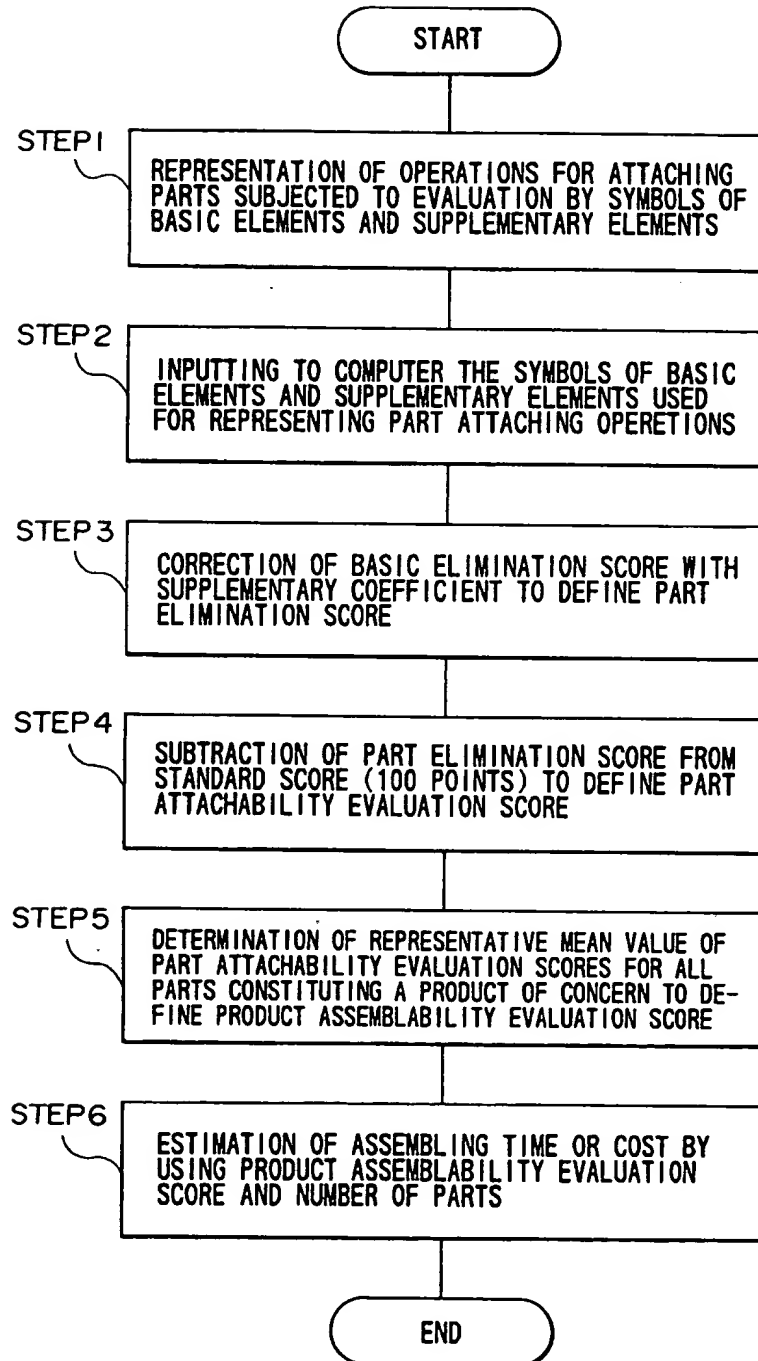 START
STEP1
REPRESENTATION OF OPERATIONS FOR ATTACHING
PARTS SUBJECTED TO EVALUATION BY SYMBOLS OF
BASIC ELEMENTS AND SUPPLEMENTARY ELEMENTS
STEP2
INPUTTING TO COMPUTER THE SYMBOLS OF BASIC
ELEMENTS AND SUPPLEMENTARY ELEMENTS USED
FOR REPRESENTING PART ATTACHING OPERETIONS
STEP3
CORRECTION OF BASIC ELIMINATION SCORE WITH
SUPPLEMENTARY COEFFICIENT TO DEFINE PART
ELIMINATION SCORE
STEP4
SUBTRACTION OF PART ELIMINATION SCORE FROM
STANDARD SCORE (100 POINTS) TO DEFINE PART
ATTACHABILITY EVALUATION SCORE
STEP5
DETERMINATION OF REPRESENTATIVE MEAN VALUE OF
PART ATTACHABILITY EVALUATION SCORES FOR ALL
PARTS CONSTITUTING A PRODUCT OF CONCERN TO DE-
FINE PRODUCT ASSEMBLABILITY EVALUATION SCORE
STEP6
ESTIMATION OF ASSEMBLING TIME OR COST BY
USING PRODUCT ASSEMBLABILITY EVALUATION
SCORE AND NUMBER OF PARTS
END